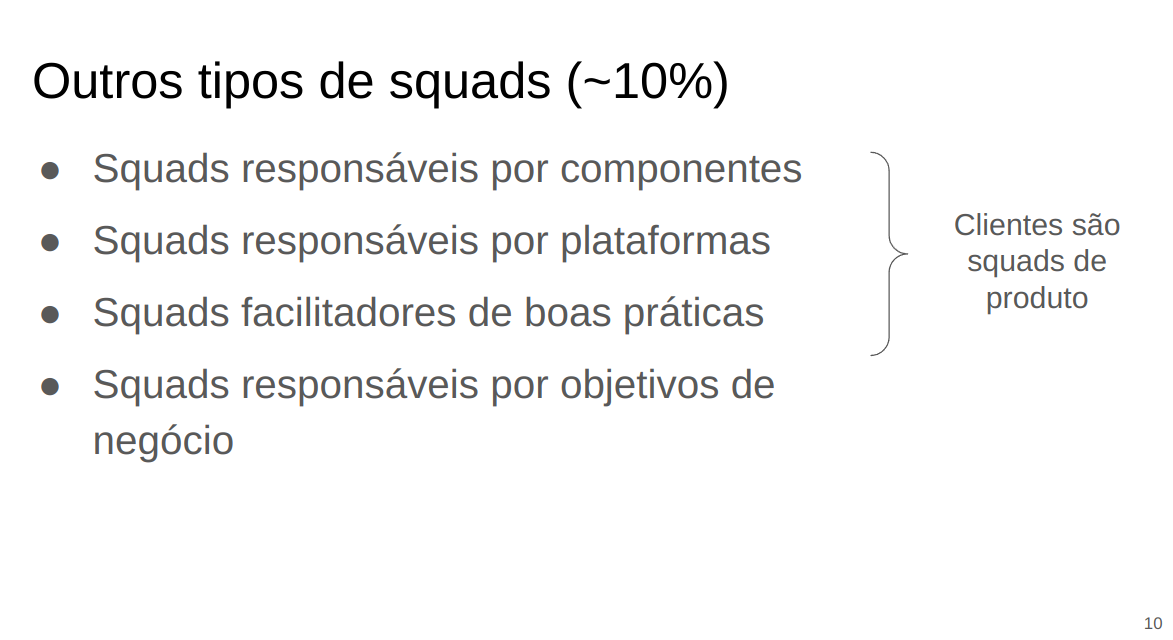 Outros tipos de squads (~10%)
● Squads responsáveis por componentes
● Squads responsáveis por plataformas
● Squads facilitadores de boas práticas
● Squads responsáveis por objetivos de
negócio
Clientes são
squads de
produto
10